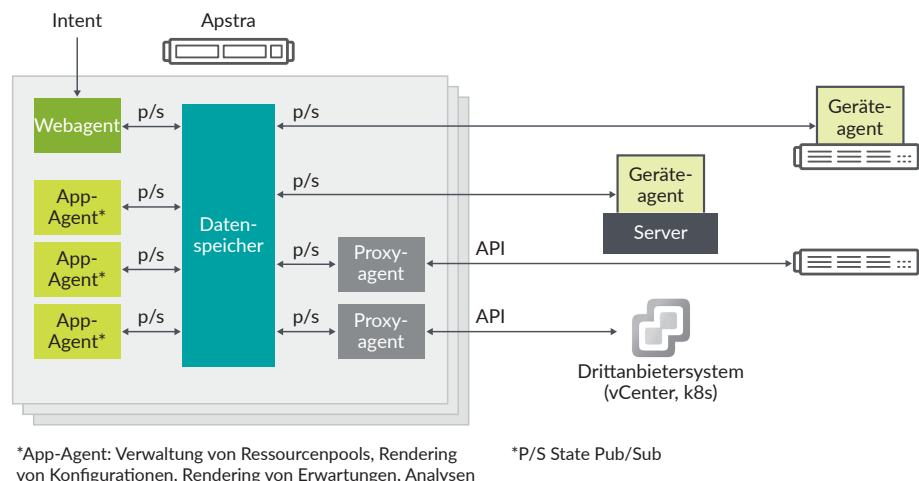 Intent
Apstra
Webagent
p/s
p/s
Geräte-
agent
App-
Agent*
p/s
p/s
Geräte-
agent
Server
Daten-
speicher
App-
Agent*
p/s
p/s
Proxy-
agent
API
App-
Agent*
p/s
p/s
Proxy-
agent
API
Drittanbietersystem
(vCenter, k8s)
*App-Agent: Verwaltung von Ressourcenpools, Rendering
von Konfigurationen, Rendering von Erwartungen, Analysen
*P/S State Pub/Sub